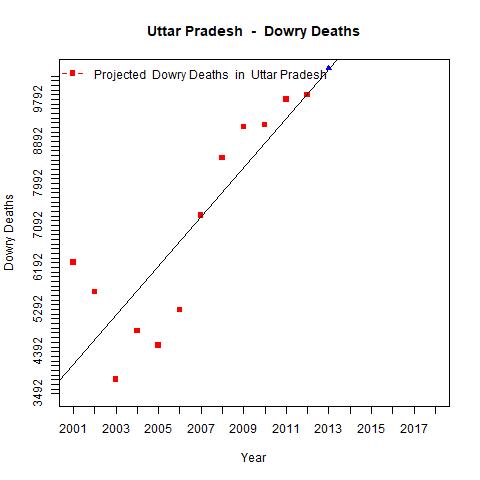 Uttar Pradesh - Dowry Deaths
Projected Dowry Deaths in Uttar Pradesh
9792
8892
7992
7092
6192
5292
4392
3492
Dowry Deaths
2001 2003 2005 2007 2009 2011 2013 2015 2017
Year